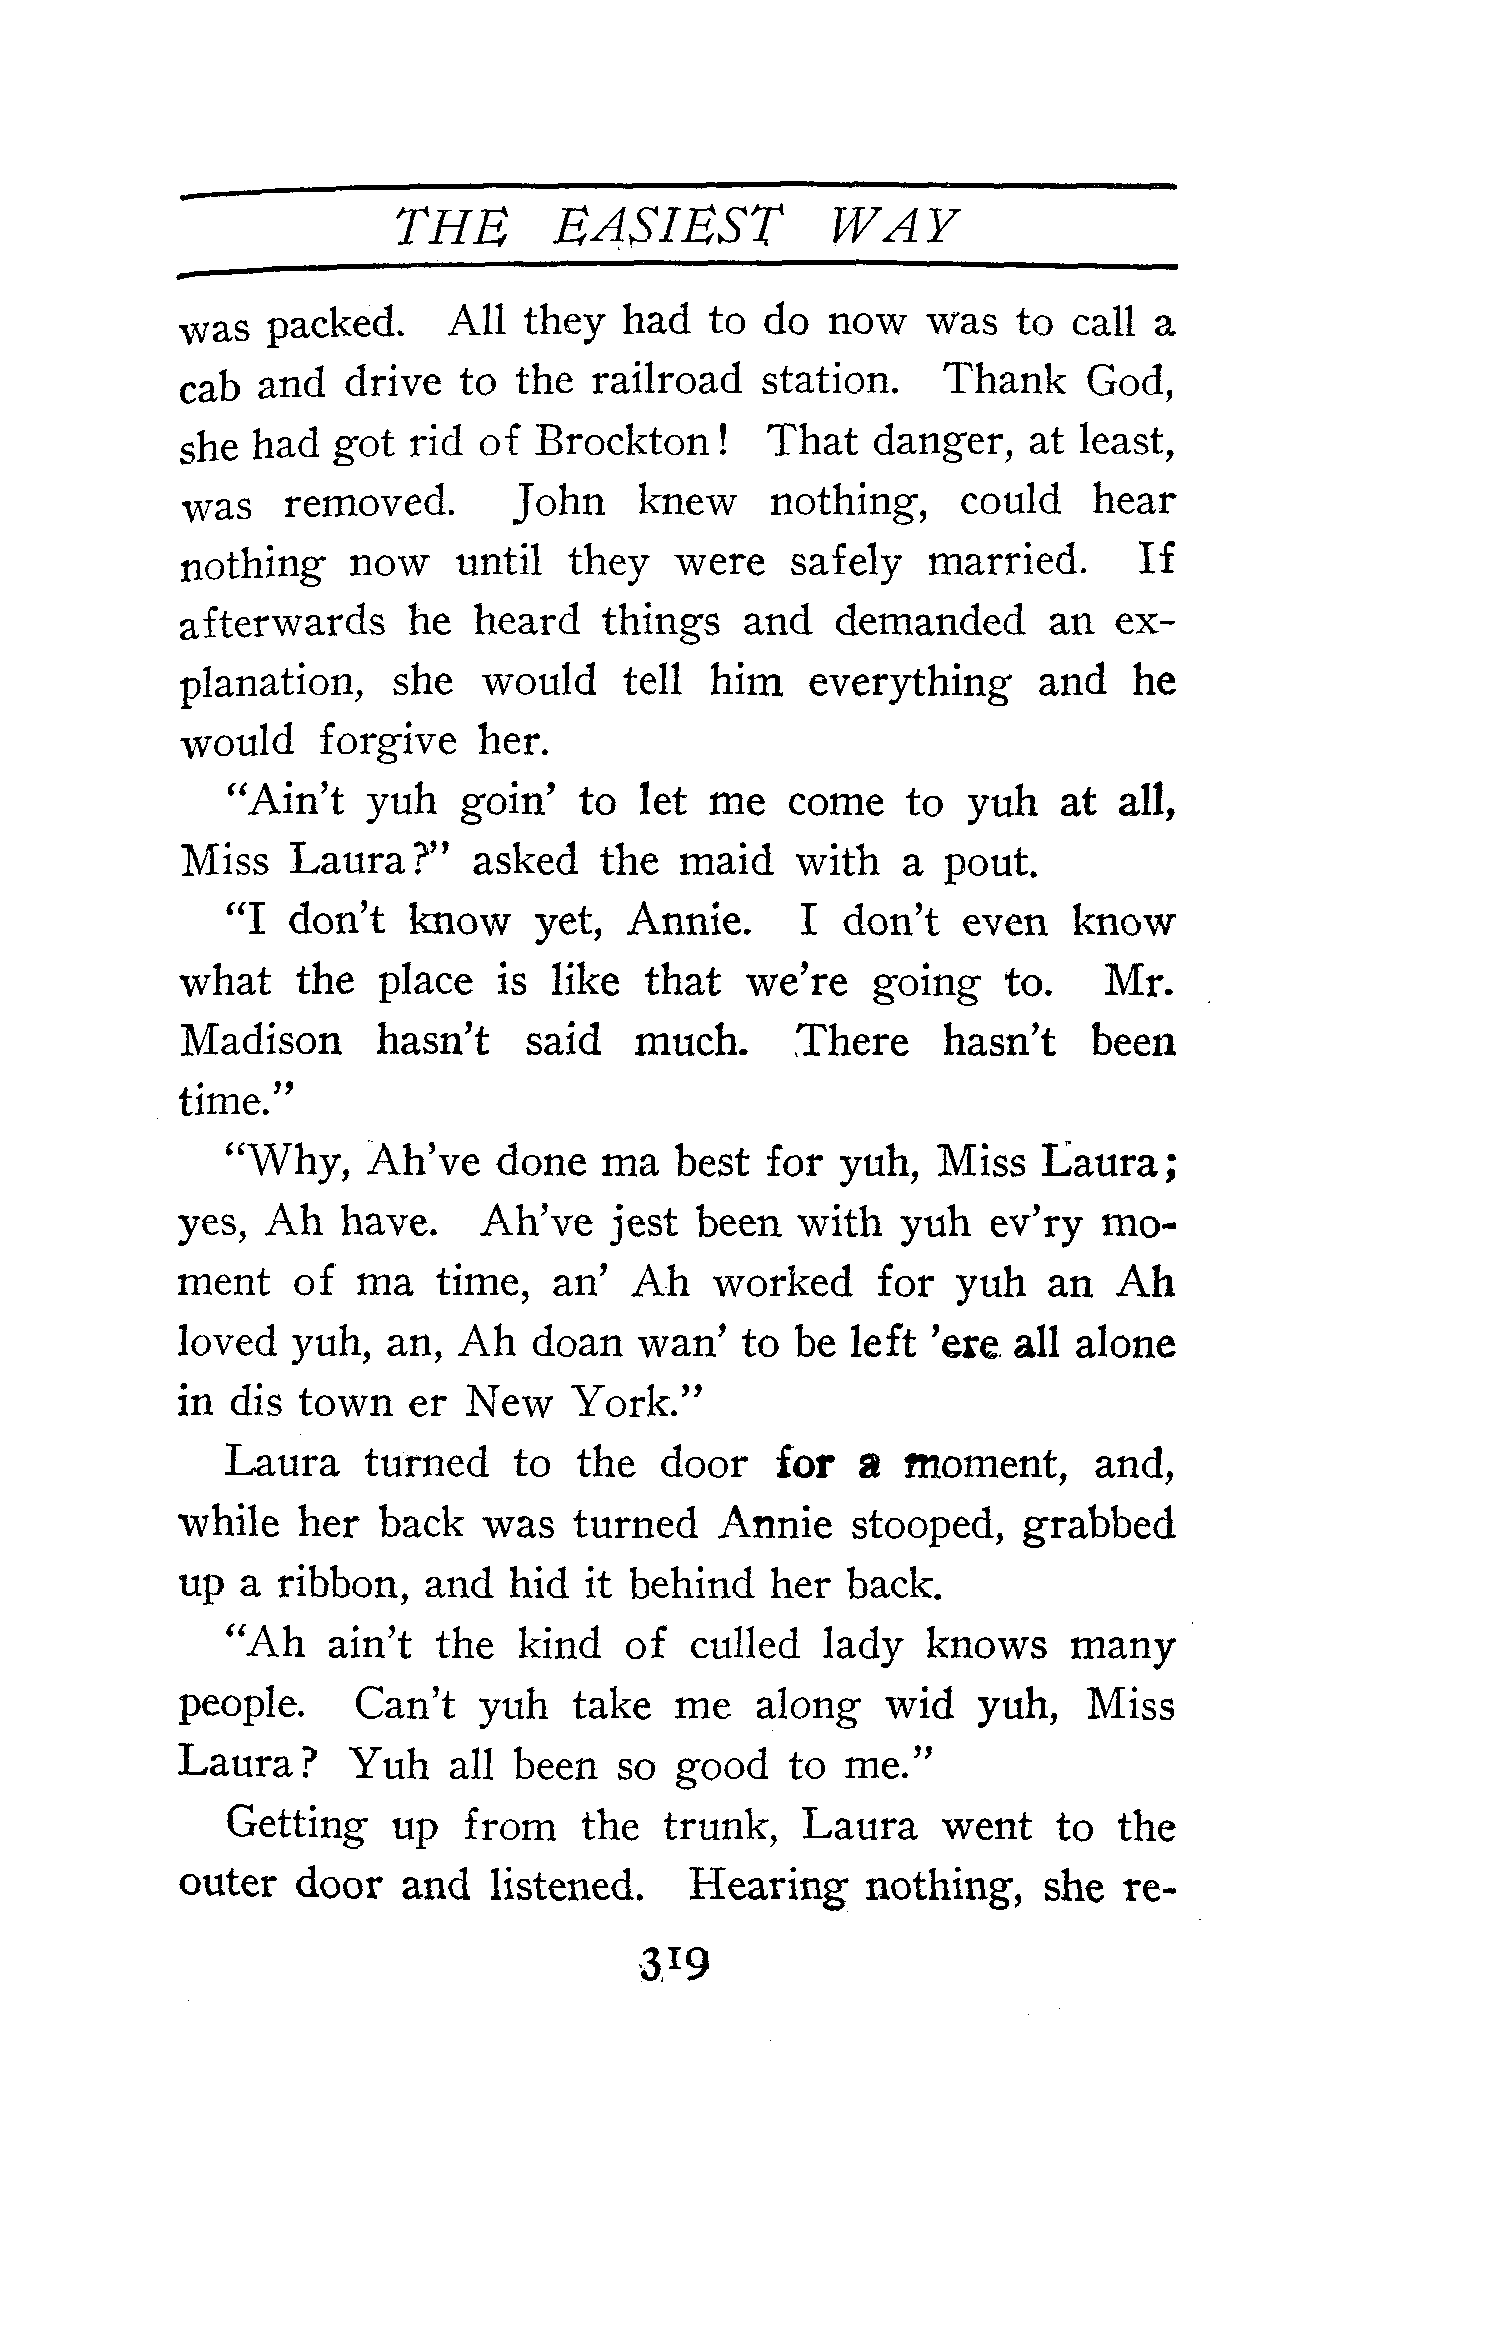 THE EASIEST WAY
was packed. All they had to do now was to call a
cab and drive to the railroad station. Thank God,
she had got rid of Brockton! That danger, at least,
was removed. John knew nothing, could hear
nothing now until they were safely married. If
afterwards he heard things and demanded an ex-
planation, she would tell him everything and he
would forgive her.
"Ain't yuh goin' to let me come to yuh at all,
Miss Laura?" asked the maid with a pout.
"I don't know yet, Annie. I don't even know
what the place is like that we're going to. Mr.
Madison hasn't said much. There hasn't been
time."
"Why, Ah've done ma best for yuh, Miss Laura;
yes, Ah have. Ah've jest been with yuh ev'ry mo-
ment of ma time, an' Ah worked for yuh an Ah
loved yuh, an, Ah doan wan' to be left 'ere all alone
in dis town er New York."
Laura turned to the door for a moment, and,
while her back was turned Annie stooped, grabbed
up a ribbon, and hid it behind her back.
"Ah ain't the kind of culled lady knows many
people. Can't yuh take me along wid yuh, Miss
Laura? Yuh all been so good to me."
Getting up from the trunk, Laura went to the
outer door and listened. Hearing nothing, she re-
319